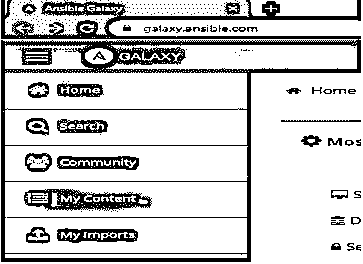 Ansible Galaxy
galaxy.ansible.com
GALAXY
Home
Home
Search
Mos
Community
My Content
S
D
My Imports
Se